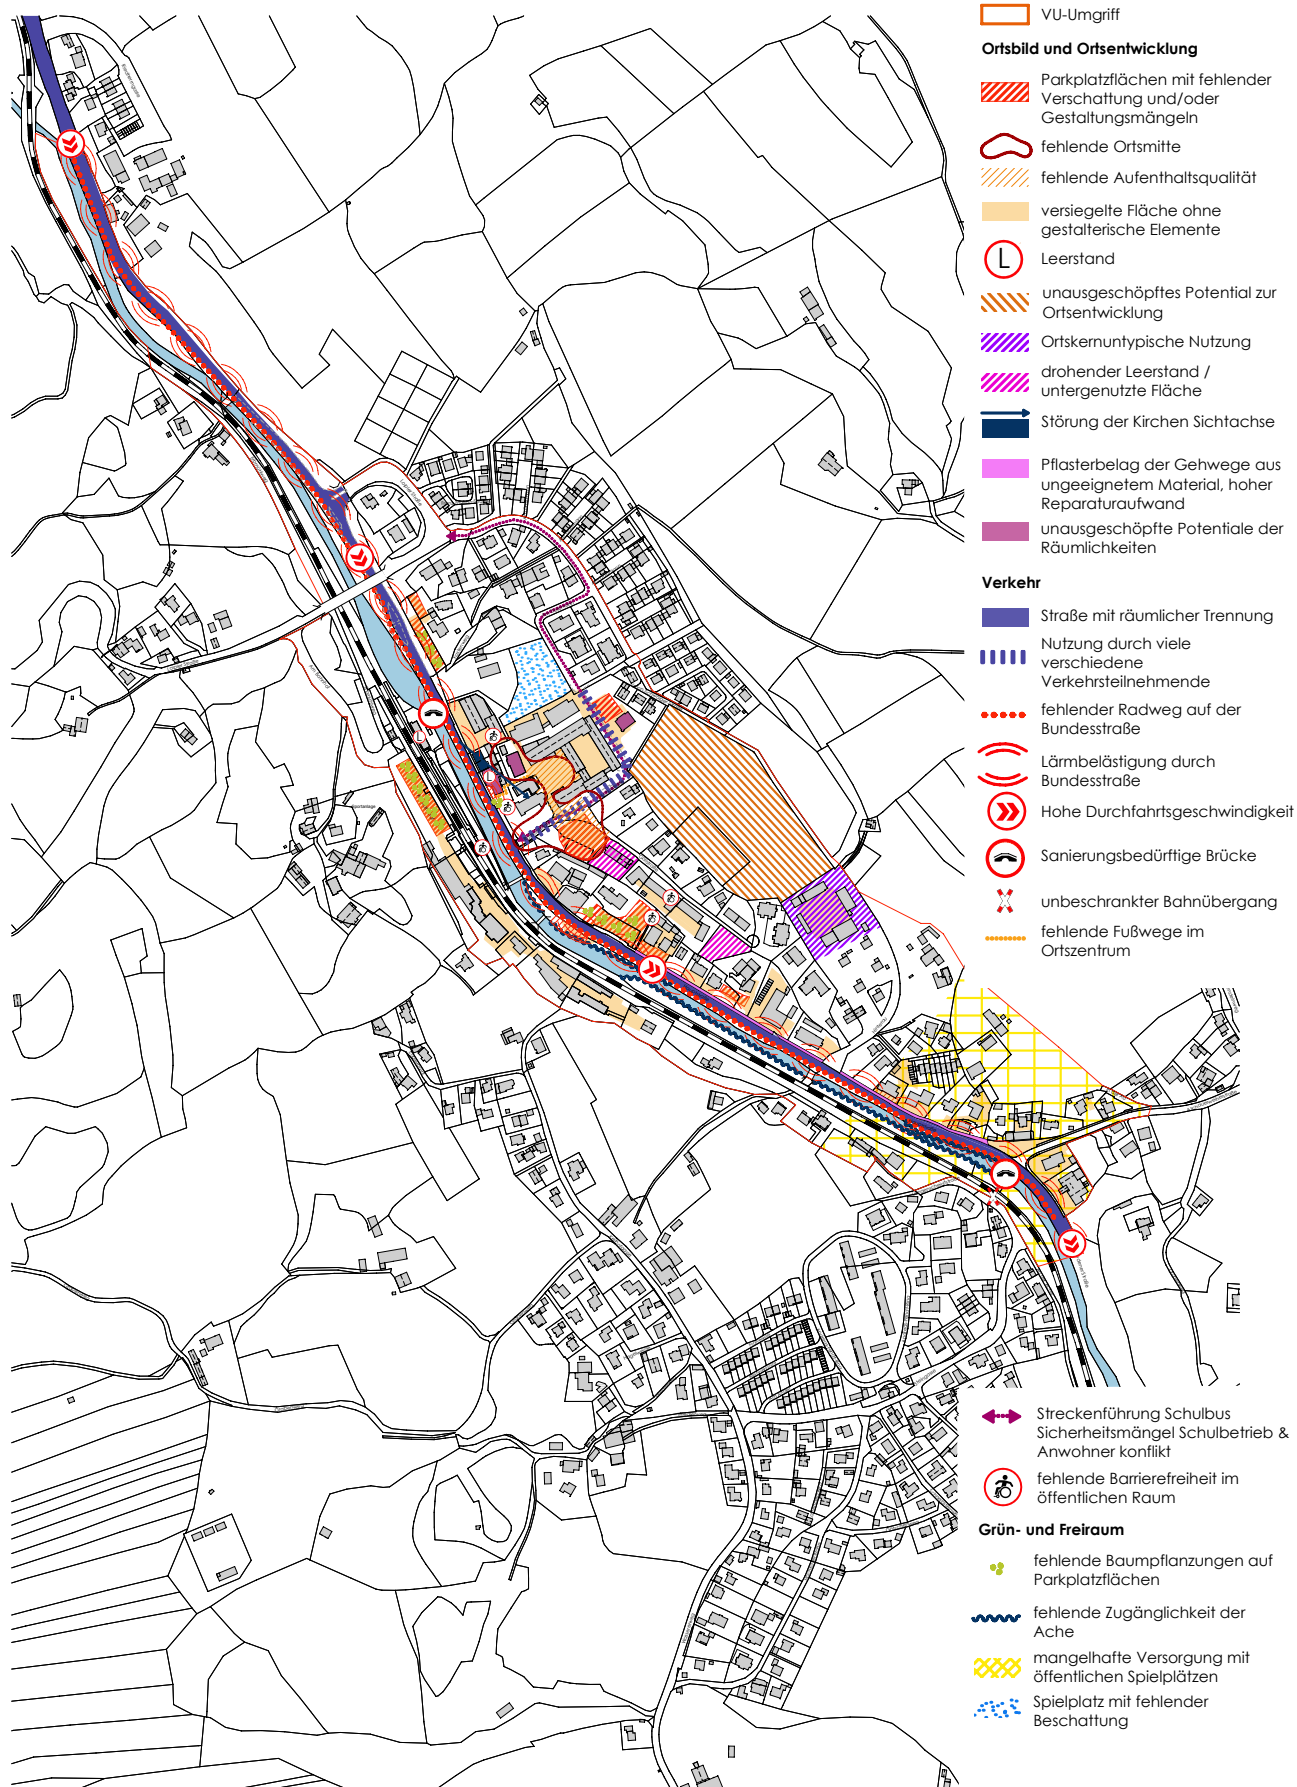 VU-Umgriff
Ortsbild und Ortsentwicklung
Parkplatzflächen mit fehlender
Verschattung und/oder
Gestaltungsmängeln
fehlende Ortsmitte
fehlende Aufenthaltsqualität
versiegelte Fläche ohne
gestalterische Elemente
L
Leerstand
unausgeschöpftes Potential zur
Ortsentwicklung
Ortskernuntypische Nutzung
drohender Leerstand /
untergenutzte Fläche
Störung der Kirchen Sichtachse
Pflasterbelag der Gehwege aus
ungeeignetem Material, hoher
Reparaturaufwand
unausgeschöpfte Potentiale der
Räumlichkeiten
Verkehr
Straße mit räumlicher Trennung
Nutzung durch viele
verschiedene
Verkehrsteilnehmende
fehlender Radweg auf der
Bundesstraße
Lärmbelästigung durch
Bundesstraße
Hohe Durchfahrtsgeschwindigkeit
Sanierungsbedürftige Brücke
unbeschrankter Bahnübergang
fehlende Fußwege im
Ortszentrum
Streckenführung Schulbus
Sicherheitsmängel Schulbetrieb &
Anwohner konflikt
fehlende Barrierefreiheit im
öffentlichen Raum
Grün- und Freiraum
fehlende Baumpflanzungen auf
Parkplatzflächen
fehlende Zugänglichkeit der
Ache
mangelhafte Versorgung mit
öffentlichen Spielplätzen
Spielplatz mit fehlender
Beschattung